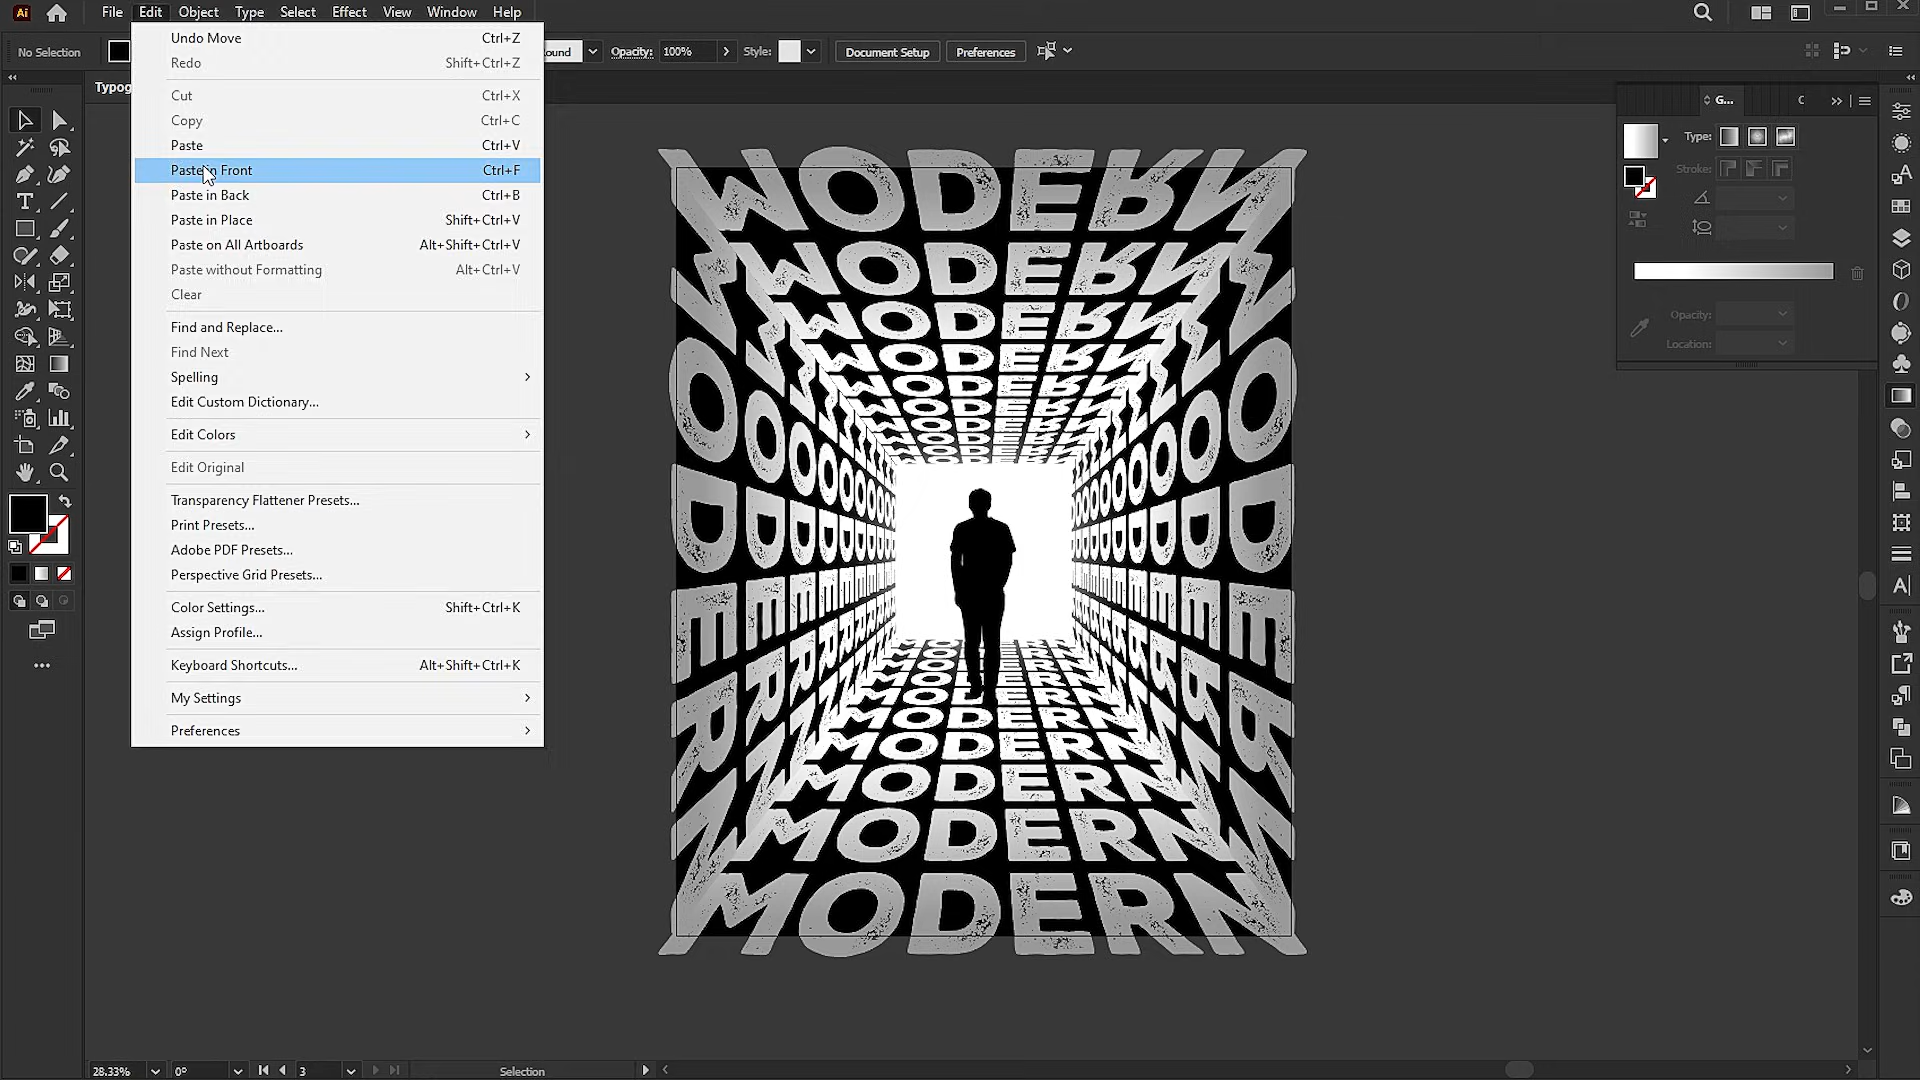 Ai File Edit Object Type Select Effect View Window Help
No Selection
Opacity: 100% Style: Document Setup Preferences
Undo Move Ctrl+Z
Redo Shift+Ctrl+Z
Cut Ctrl+X
Copy Ctrl+C
Paste Ctrl+V
Paste in Front Ctrl+F
Paste in Back Ctrl+B
Paste in Place Shift+Ctrl+V
Paste on All Artboards Alt+Shift+Ctrl+V
Paste without Formatting Alt+Ctrl+V
Clear
Find and Replace...
Find Next
Spelling
Edit Custom Dictionary...
Edit Colors
Edit Original
Transparency Flattener Presets...
Print Presets...
Adobe PDF Presets...
Perspective Grid Presets...
Color Settings... Shift+Ctrl+K
Assign Profile...
Keyboard Shortcuts... Alt+Shift+Ctrl+K
My Settings
Preferences
MODERN
MODERN
MODERN
MODERN
MODERN
MODERN
MODERN
MODERN
MODERN
MODERN
MODERN
MODERN
MODERN
G...
Type:
Stroke:
Opacity:
Location:
28.33% 0° 3 Selection